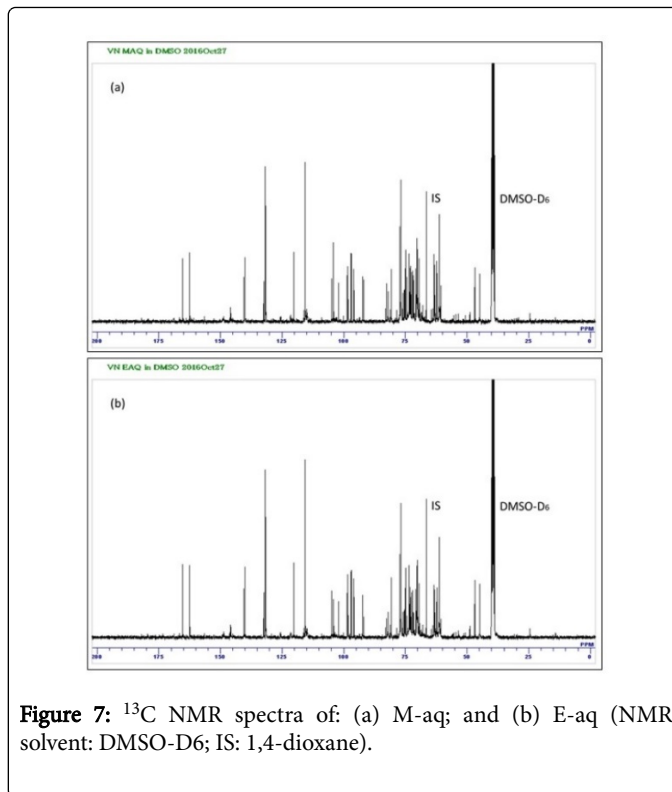 VN MAQ in DMSO 2016Oct27
(a)
IS
DMSO-D₆
200 175 150 125 100 75 50 25
PPM
VN EAQ in DMSO 2016Oct27
(b)
IS
DMSO-D₆
200 175 150 125 100 75 50 25
PPM
Figure 7: ¹³C NMR spectra of: (a) M-aq; and (b) E-aq (NMR
solvent: DMSO-D6; IS: 1,4-dioxane).